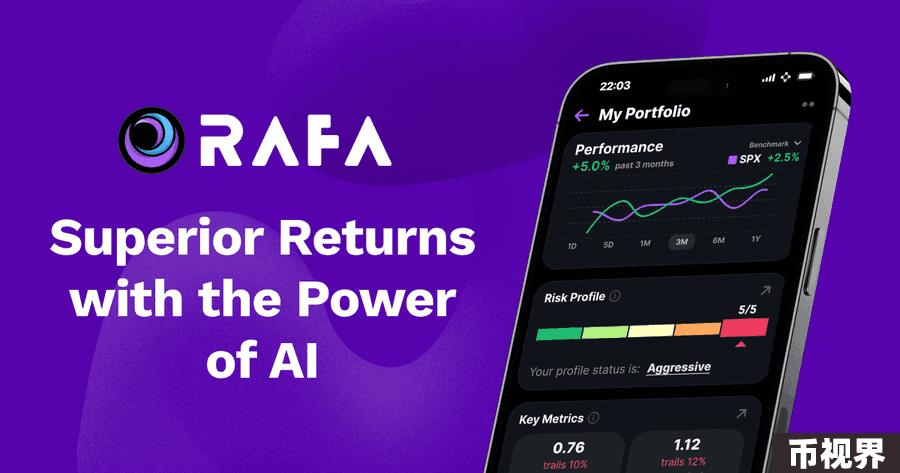 RAFA
Superior Returns
with the Power
of AI
22:03
My Portfolio
Performance
+5.0% past 3 months
Benchmark
SPX +2.5%
1D 5D 1M 3M 6M 1Y
Risk Profile
5/5
Your profile status is: Aggressive
Key Metrics
0.76
trails 10%
1.12
trails 12%
币视界